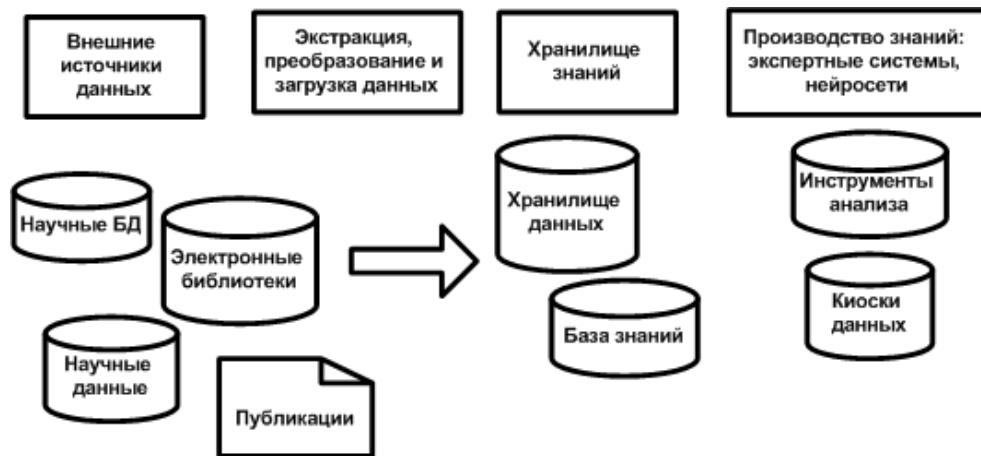 Внешние
источники
данных
Экстракция,
преобразование и
загрузка данных
Хранилище
знаний
Производство знаний:
экспертные системы,
нейросети
Научные БД
Электронные
библиотеки
Научные
данные
Публикации
Хранилище
данных
База знаний
Инструменты
анализа
Киоски
данных